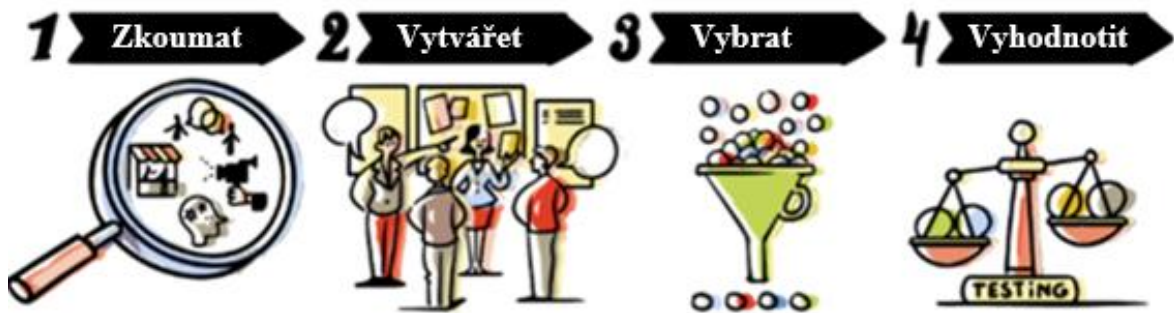 1 Zkoumat
2 Vytvářet
3 Vybrat
4 Vyhodnotit
TESTING